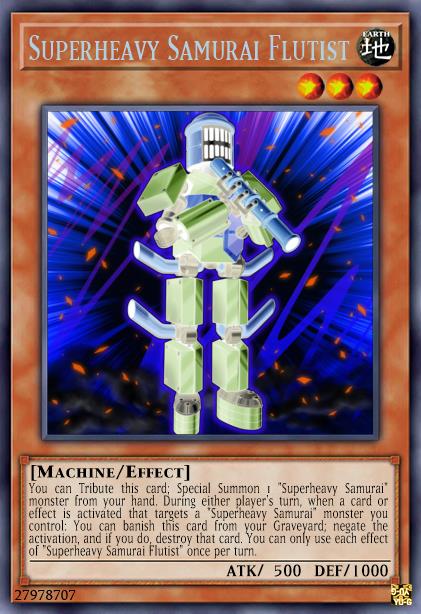 SUPERHEAVY SAMURAI FLUTIST
EARTH
地
[MACHINE/EFFECT]
You can Tribute this card; Special Summon 1 "Superheavy Samurai"
monster from your hand. During either player's turn, when a card or
effect is activated that targets a "Superheavy Samurai" monster you
control: You can banish this card from your Graveyard; negate the
activation, and if you do, destroy that card. You can only use each effect
of "Superheavy Samurai Flutist" once per turn.
ATK/ 500 DEF/1000
27978707